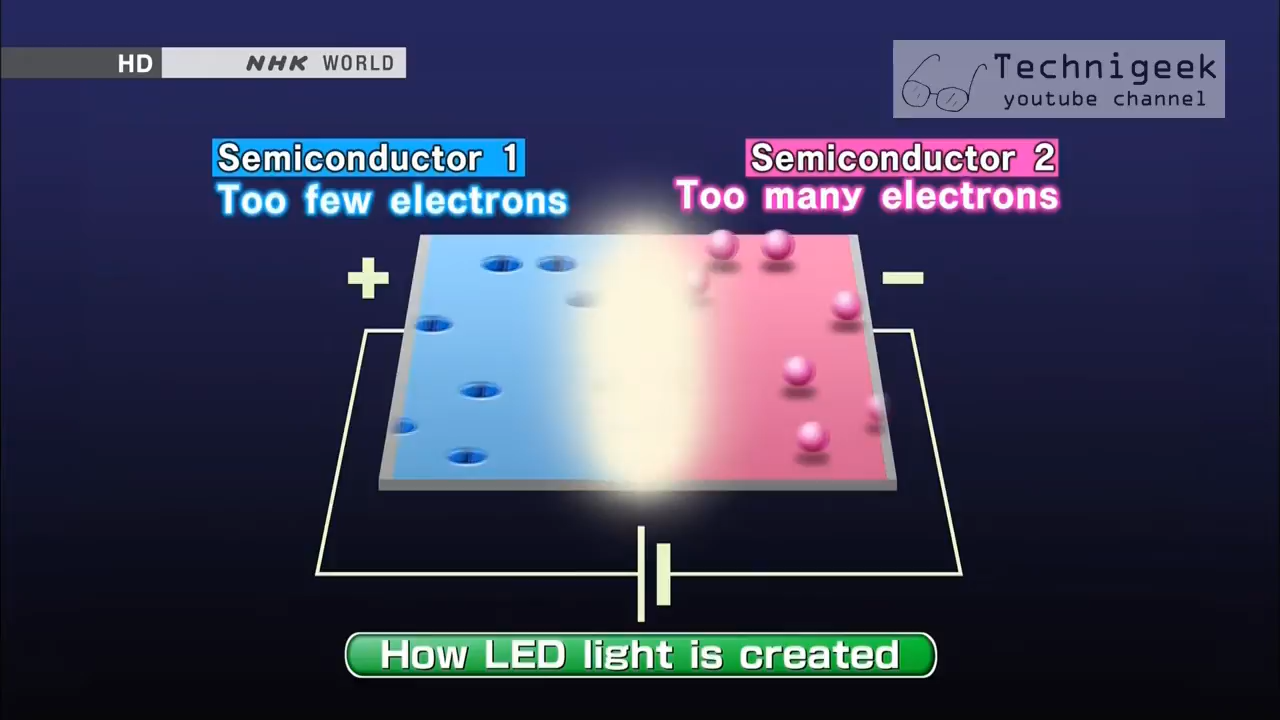 HD NHK WORLD
Technigeek
youtube channel
Semiconductor 1
Too few electrons
Semiconductor 2
Too many electrons
+
−
How LED light is created